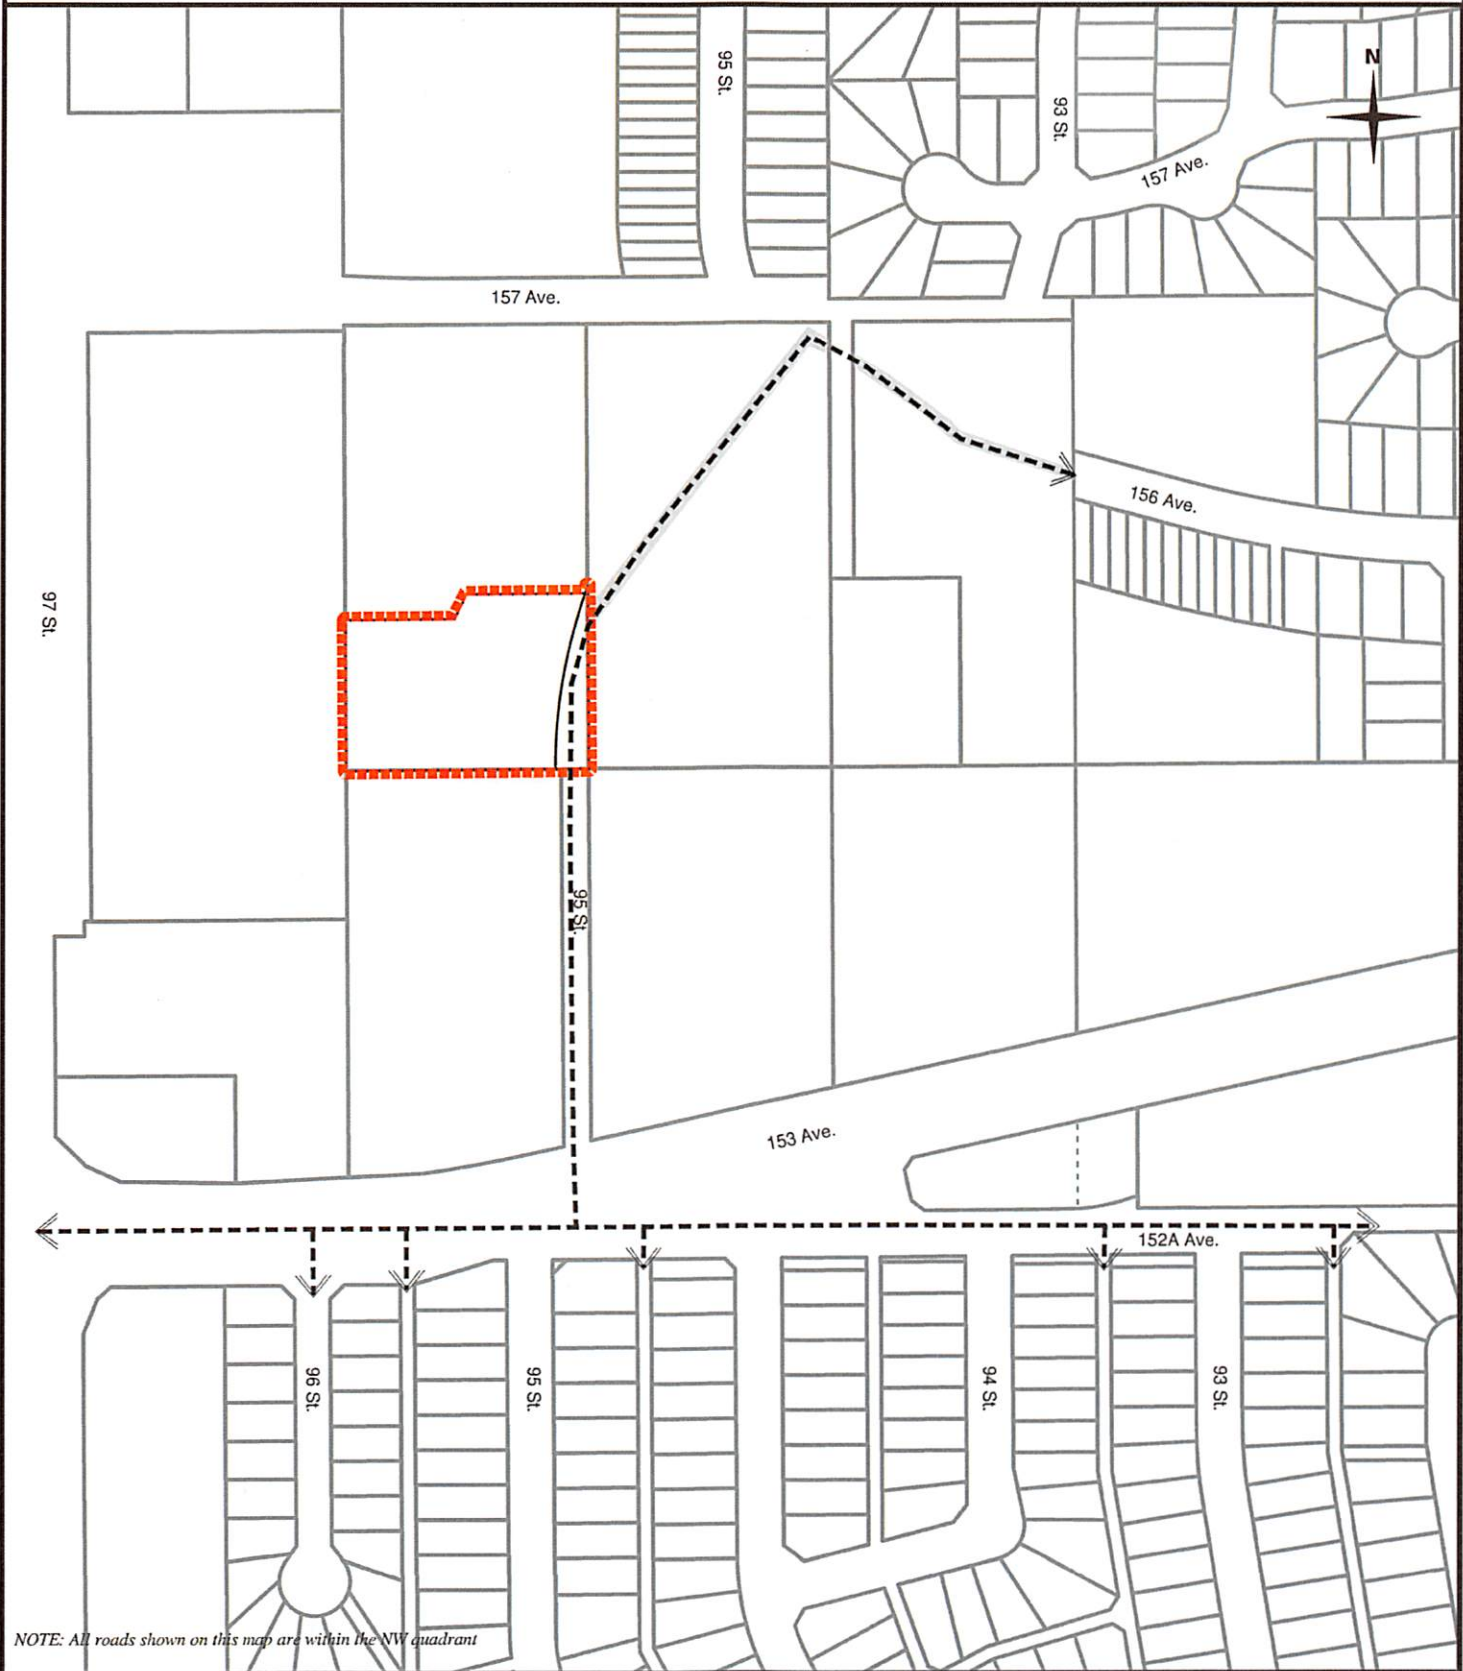 95 St.
N
93 St.
157 Ave.
157 Ave.
156 Ave.
97 St.
95 St.
153 Ave.
152A Ave.
96 St.
95 St.
94 St.
93 St.
NOTE: All roads shown on this map are within the NW quadrant